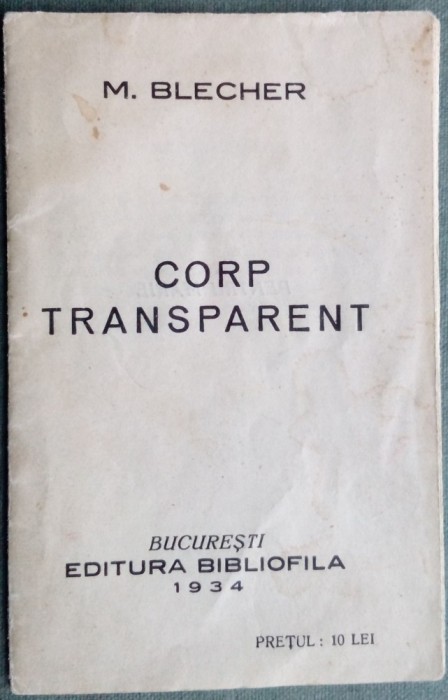 M. BLECHER
CORP
TRANSPARENT
BUCUREȘTI
EDITURA BIBLIOFILA
1934
PREȚUL : 10 LEI